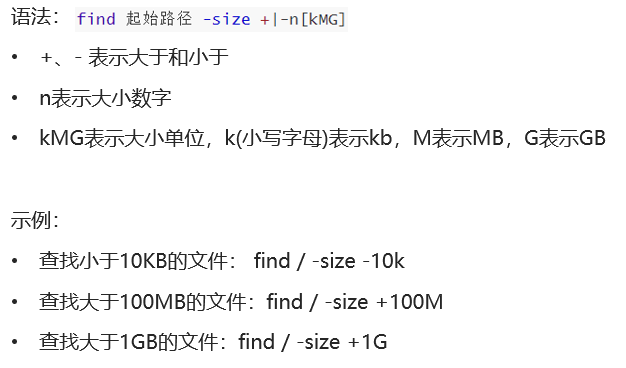 语法：find 起始路径 -size +|-n[kMG]
• +、- 表示大于和小于
• n表示大小数字
• kMG表示大小单位，k(小写字母)表示kb，M表示MB，G表示GB
示例：
• 查找小于10KB的文件： find / -size -10k
• 查找大于100MB的文件：find / -size +100M
• 查找大于1GB的文件：find / -size +1G